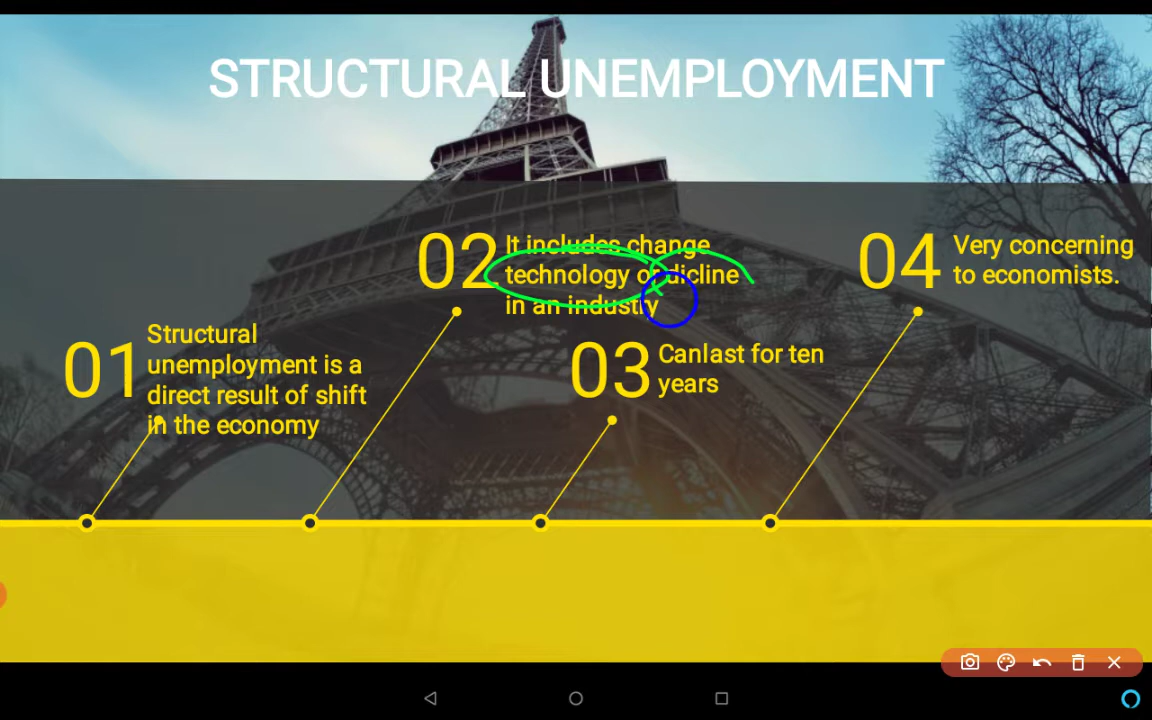 STRUCTURAL UNEMPLOYMENT
01
Structural
unemployment is a
direct result of shift
in the economy
02
It includes change
technology or dicline
in an industry
03
Canlast for ten
years
04
Very concerning
to economists.